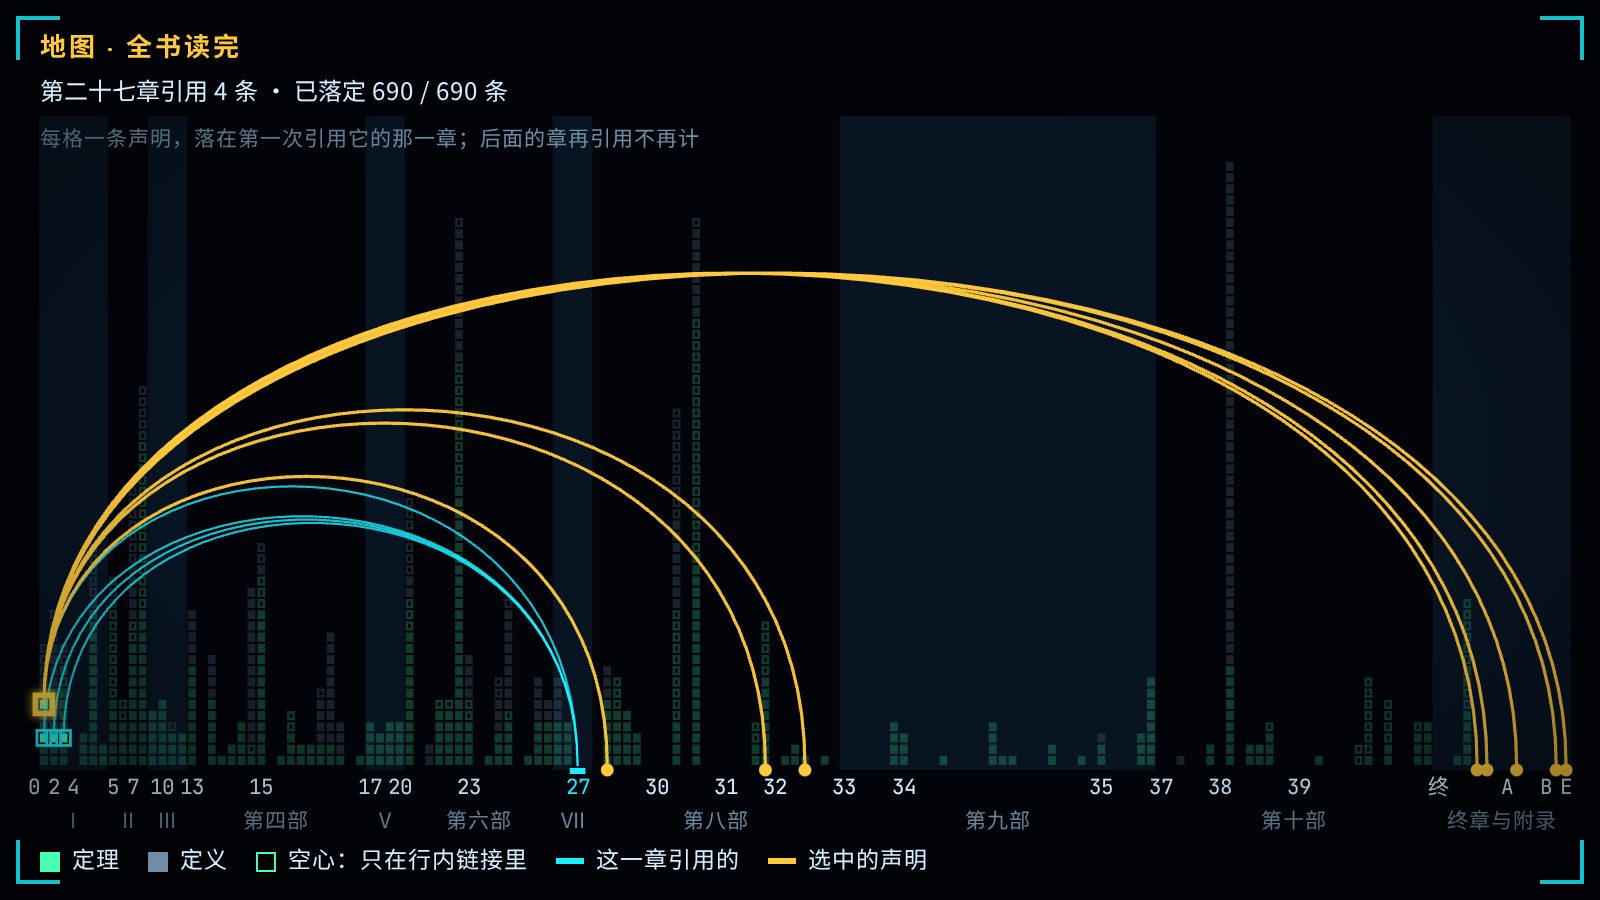 地图 · 全书读完
第二十七章引用 4 条 · 已落定 690 / 690 条
每格一条声明，落在第一次引用它的那一章；后面的章再引用不再计
0 2 4 5 7 10 13 15 17 20 23 27 30 31 32 33 34 35 37 38 39 终 A B E
I II III 第四部 V 第六部 VII 第八部 第九部 第十部 终章与附录
定理 定义 空心：只在行内链接里 这一章引用的 选中的声明